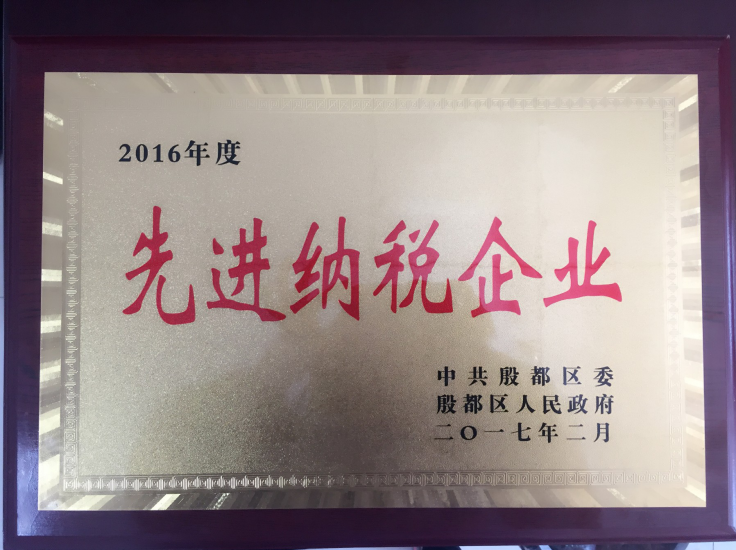 2016年度
先进纳税企业
中共殷都区委
殷都区人民政府
二〇一七年二月